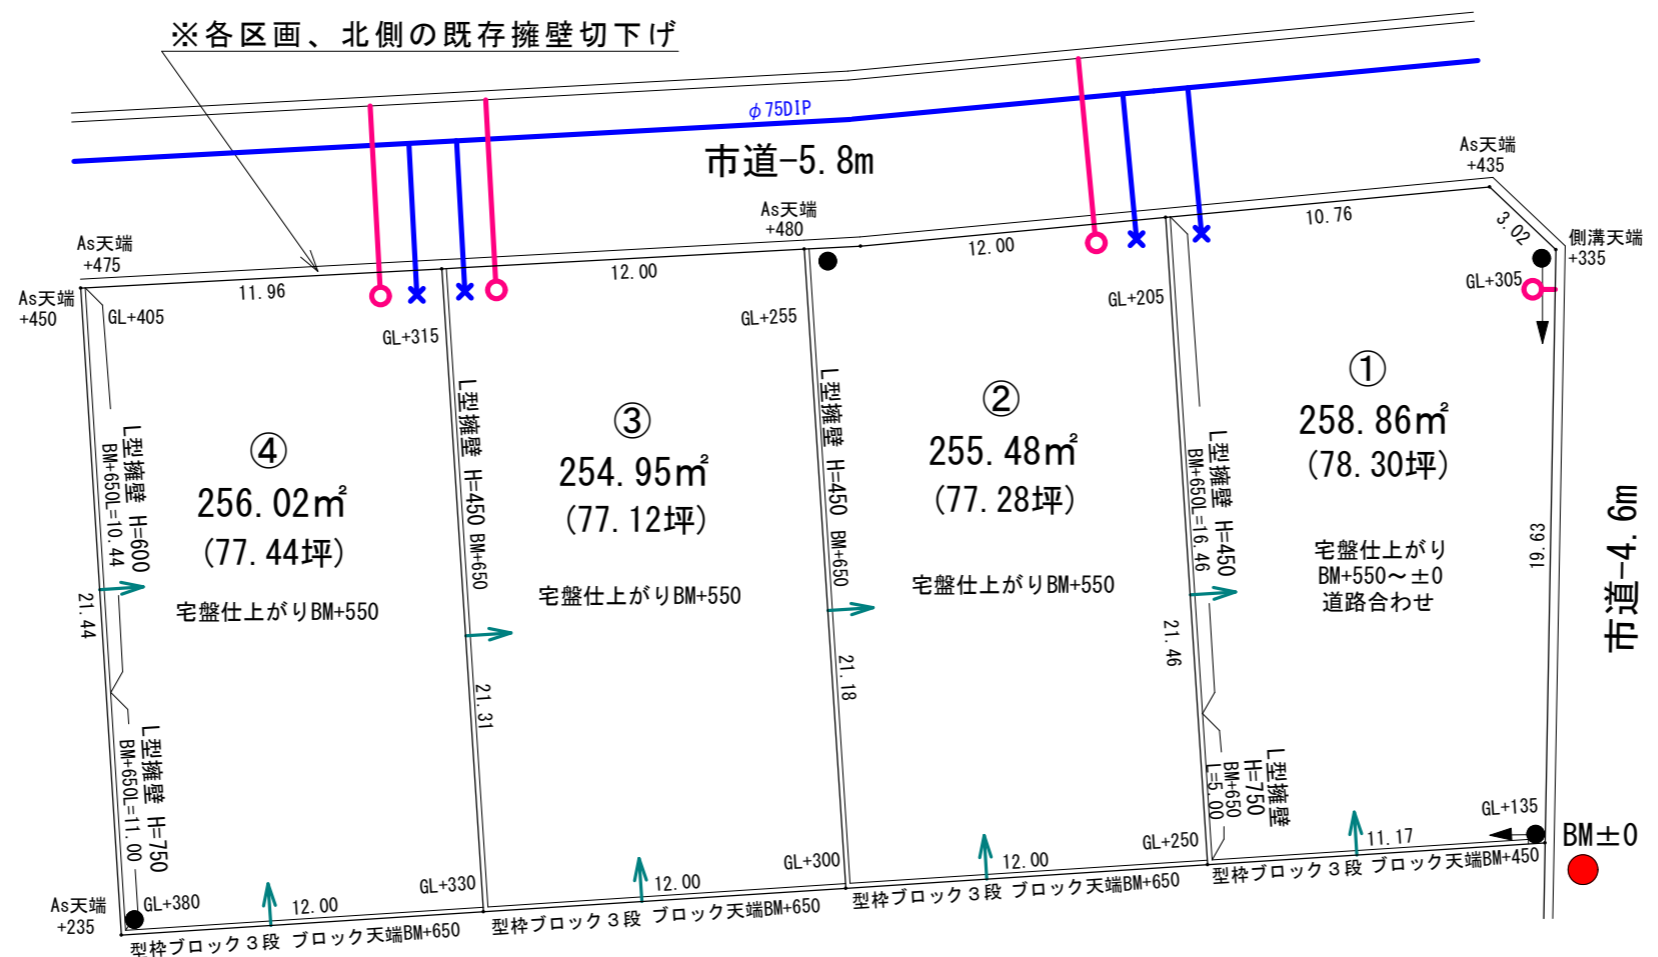 ※各区画、北側の既存擁壁切下げ
φ75DIP
市道-5.8m
As天端
+435
As天端
+480
As天端
+475
As天端
+450
側溝天端
+335
3.02
10.76
12.00
12.00
11.96
GL+405
GL+315
GL+255
GL+205
GL+305
④
256.02㎡
(77.44坪)
宅盤仕上がりBM+550
③
254.95㎡
(77.12坪)
宅盤仕上がりBM+550
②
255.48㎡
(77.28坪)
宅盤仕上がりBM+550
①
258.86㎡
(78.30坪)
宅盤仕上がり
BM+550～±0
道路合わせ
L型擁壁 H=600
BM+650L=10.44
21.44
L型擁壁 H=750
BM+650L=11.00
L型擁壁 H=450 BM+650
21.31
L型擁壁 H=450 BM+650
21.18
L型擁壁 H=450
BM+650L=16.46
21.46
L型擁壁
H=750
BM+650
L=5.00
19.63
市道-4.6m
As天端
+235
GL+380
GL+330
GL+300
GL+250
GL+135
BM±0
12.00
12.00
12.00
11.17
型枠ブロック３段 ブロック天端BM+650
型枠ブロック３段 ブロック天端BM+650
型枠ブロック３段 ブロック天端BM+650
型枠ブロック３段 ブロック天端BM+450